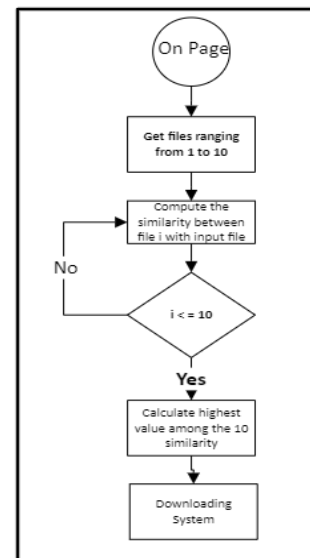 On Page
Get files ranging
from 1 to 10
Compute the
similarity between
file i with input file
No
i < = 10
Yes
Calculate highest
value among the 10
similarity
Downloading
System